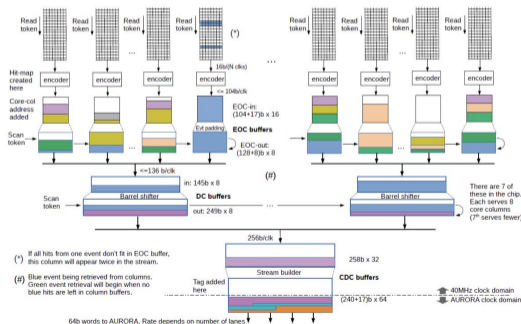 Read token
Read token
Read token
Read token
(*)
Read token
Read token
Read token
Read token
...
...
...
16b/(N clks)
Hit-map created here
encoder
encoder
encoder
encoder
encoder
encoder
encoder
encoder
<= 104b/clk
Core-col address added
EOC-in:
(104+17)b x 16
EOC buffers
Evt padding
Scan token
EOC-out:
(128+8)b x 8
...
...
<=136 b/clk
(#)
in: 145b x 8
Barrel shifter
DC buffers
Scan token
out: 249b x 8
...
Barrel shifter
There are 7 of these in the chip. Each serves 8 core columns (7th serves fewer)
256b/clk
(*) If all hits from one event don't fit in EOC buffer, this column will appear twice in the stream.
258b x 32
Stream builder
(#) Blue event being retrieved from columns. Green event retrieval will begin when no blue hits are left in column buffers.
Tag added here
CDC buffers
40MHz clock domain
(240+17)b x 64
AURORA clock domain
64b words to AURORA. Rate depends on number of lanes